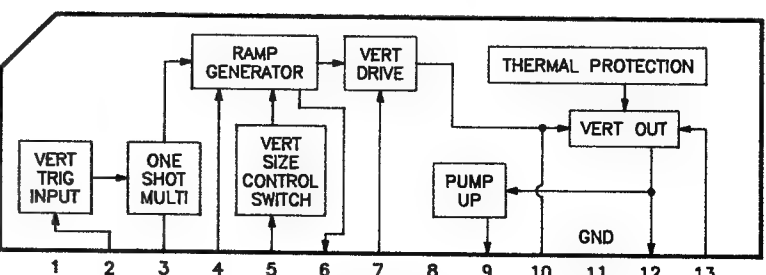 RAMP
GENERATOR
VERT
DRIVE
THERMAL PROTECTION
VERT OUT
VERT
TRIG
INPUT
ONE
SHOT
MULTI
VERT
SIZE
CONTROL
SWITCH
PUMP
UP
GND
1 2 3 4 5 6 7 8 9 10 11 12 13